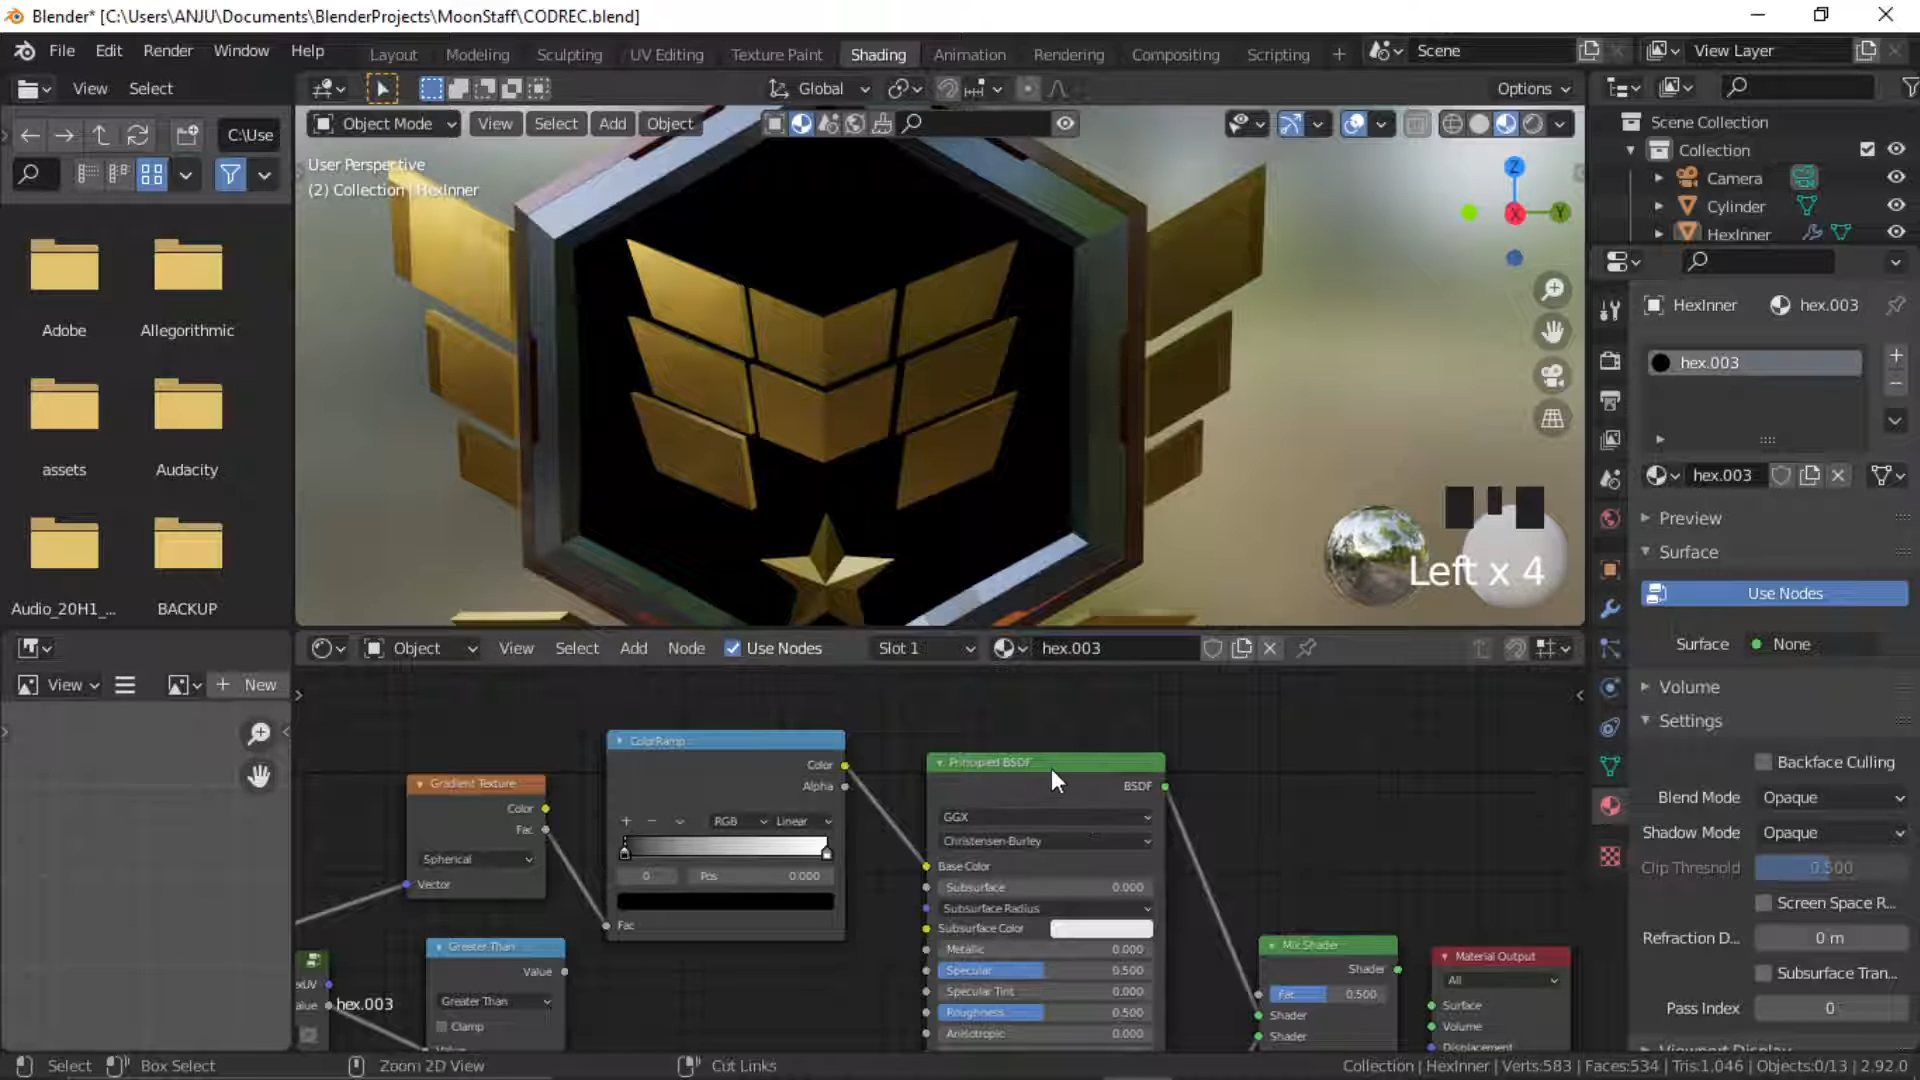 Blender* [C:\Users\ANJU\Documents\BlenderProjects\MoonStaff\CODREC.blend]
File Edit Render Window Help
Layout Modeling Sculpting UV Editing Texture Paint Shading Animation Rendering Compositing Scripting +
Scene View Layer
View Select
Global
Options
C:\Use
Object Mode View Select Add Object
User Perspective
(2) Collection | HexInner
Z
X
Y
Scene Collection
Collection
Camera
Cylinder
HexInner
Adobe Allegorithmic
assets Audacity
Audio_20H1_... BACKUP
HexInner hex.003
hex.003
hex.003
Left x 4
Preview
Surface
Use Nodes
Surface None
Volume
Settings
Backface Culling
Blend Mode Opaque
Shadow Mode Opaque
Clip Threshold 0.500
Screen Space R...
Refraction D... 0 m
Subsurface Tran...
Pass Index 0
Viewport Display
Object View Select Add Node Use Nodes Slot 1 hex.003
View + New
Gradient Texture
Color
Fac
Spherical
Vector
ColorRamp
Color
Alpha
RGB Linear
0 Pos 0.000
Fac
Principled BSDF
BSDF
GGX
Christensen-Burley
Base Color
Subsurface 0.000
Subsurface Radius
Subsurface Color
Metallic 0.000
Specular 0.500
Specular Tint 0.000
Roughness 0.500
Anisotropic 0.000
Greater Than
Value
Greater Than
Clamp
Value
hex.003
Mix Shader
Shader
Fac 0.500
Shader
Shader
Material Output
All
Surface
Volume
Displacement
Select Box Select Zoom 2D View Cut Links
Collection | HexInner | Verts:583 | Faces:534 | Tris:1,046 | Objects:0/13 | 2.92.0